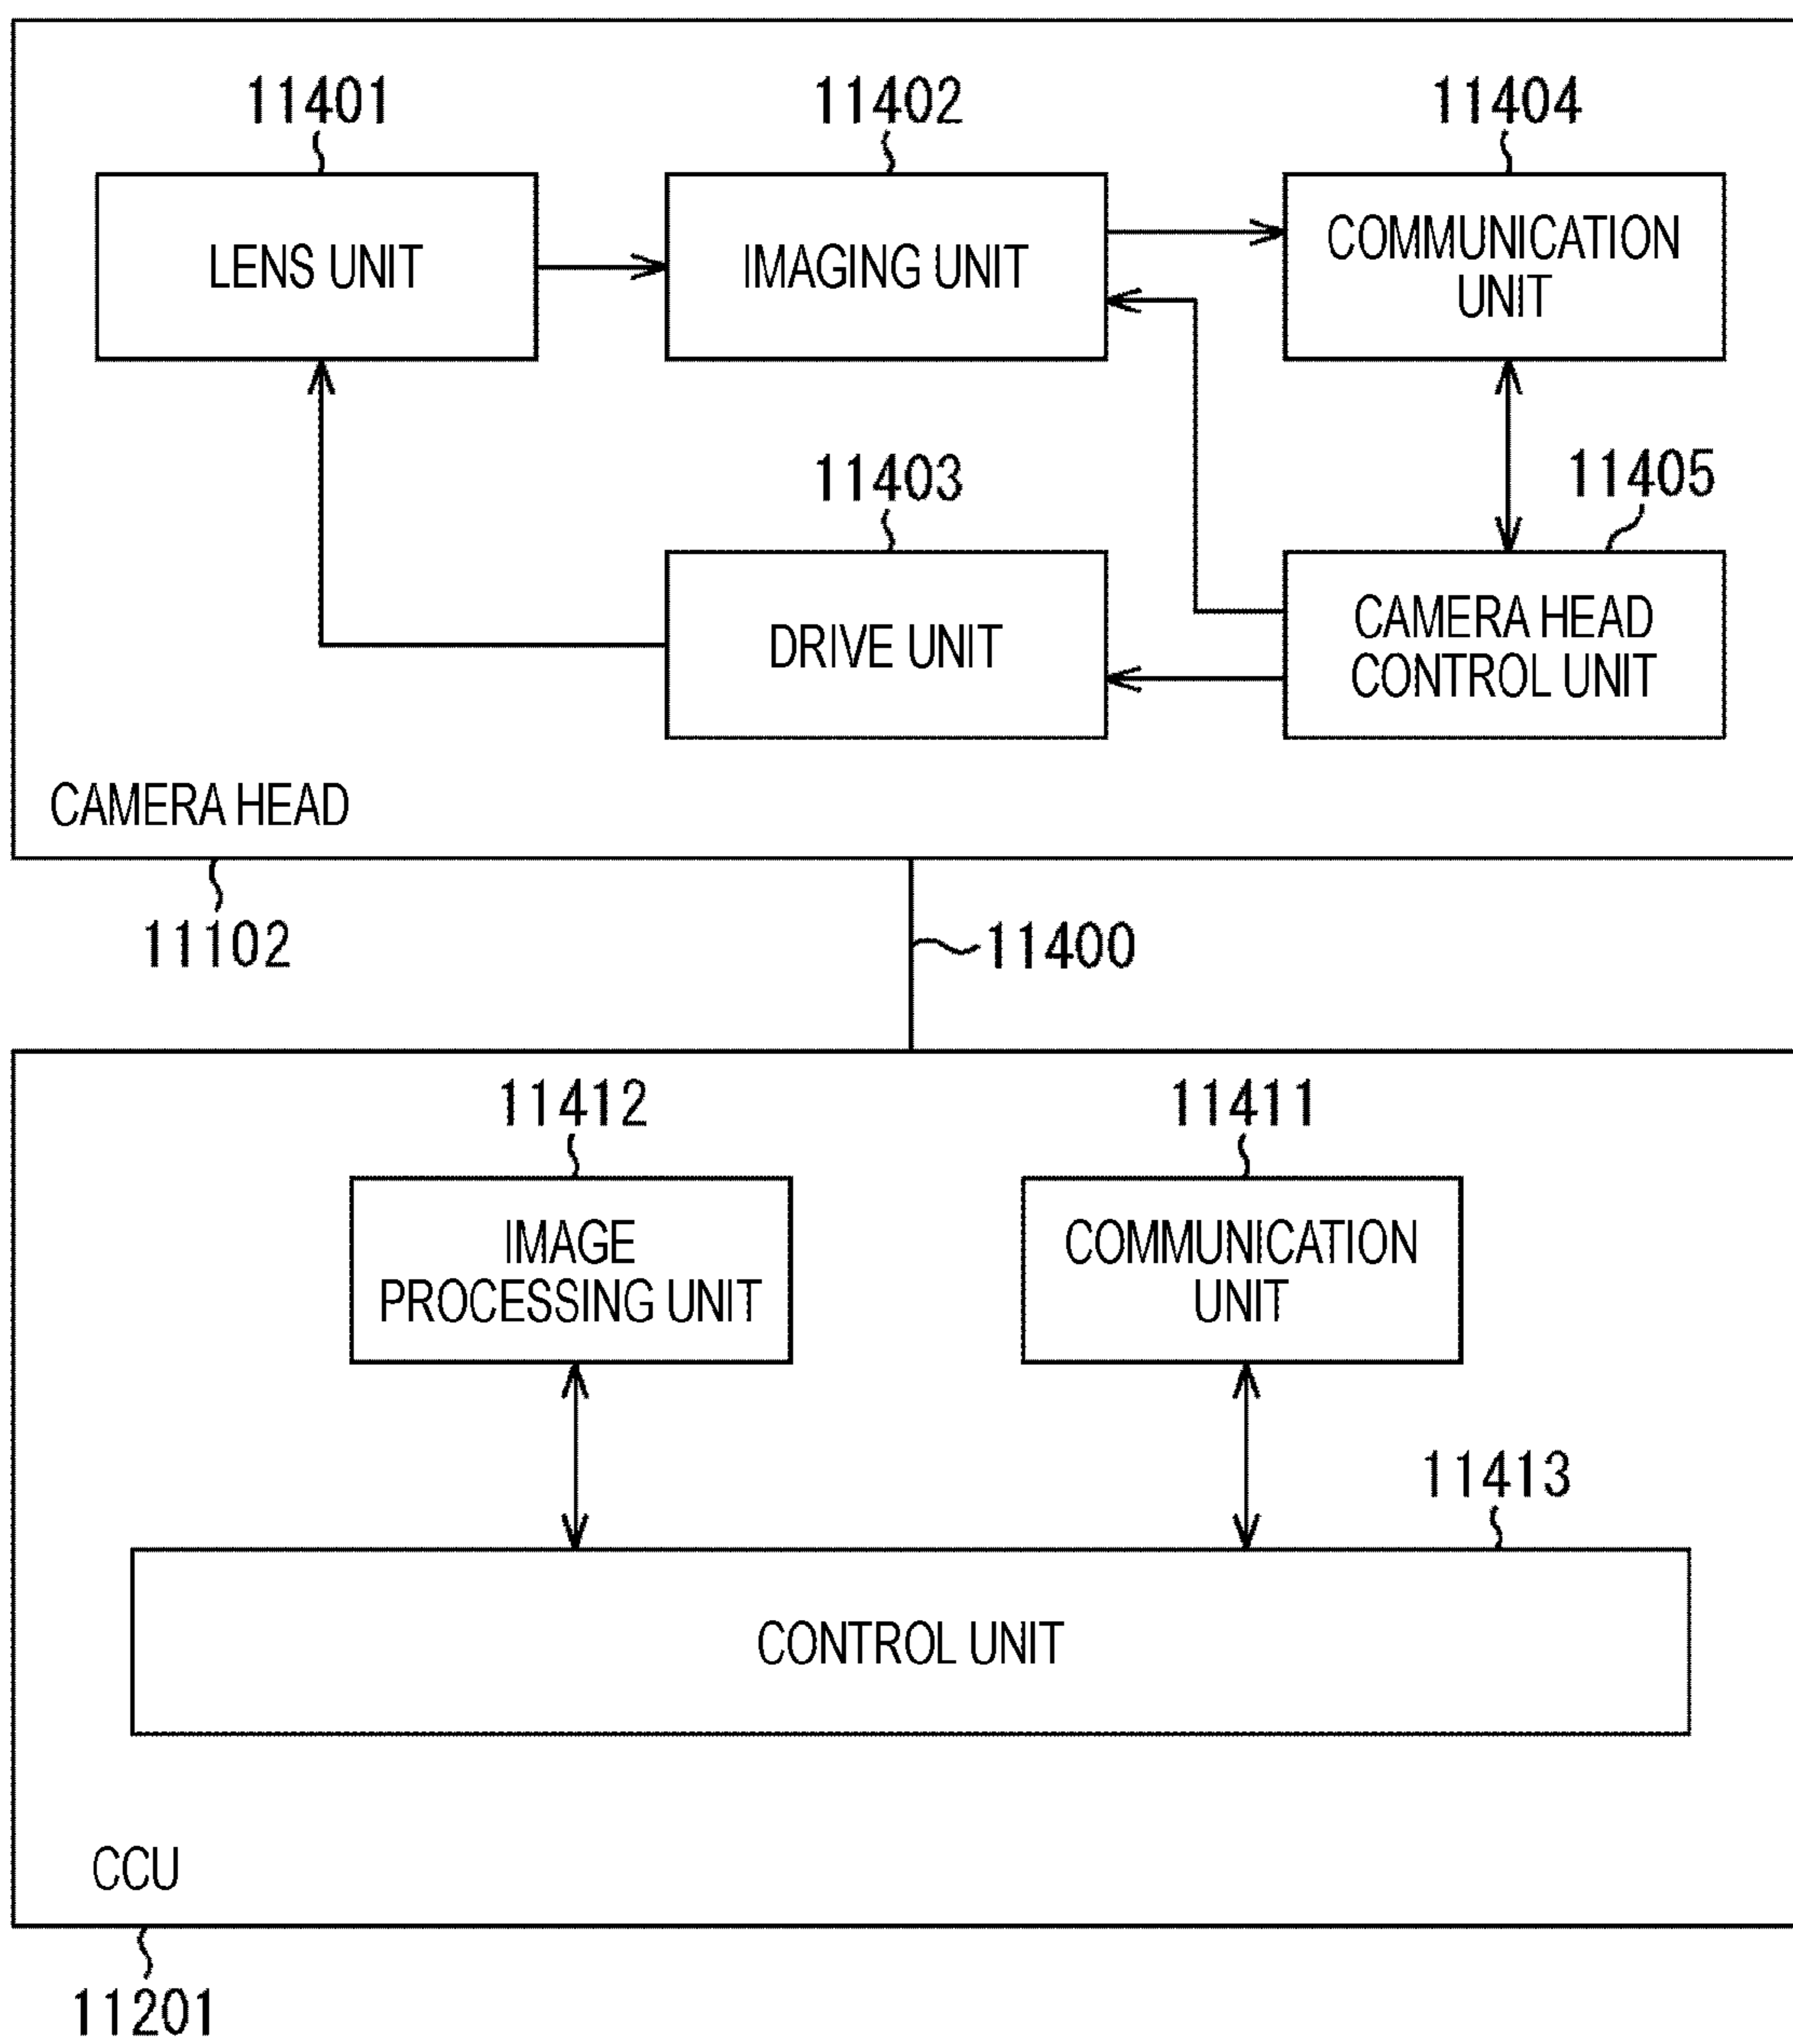 11401
11402
11404
LENS UNIT
IMAGING UNIT
COMMUNICATION
UNIT
11403
11405
DRIVE UNIT
CAMERA HEAD
CONTROL UNIT
CAMERA HEAD
11102
11400
11412
11411
IMAGE
PROCESSING UNIT
COMMUNICATION
UNIT
11413
CONTROL UNIT
CCU
11201